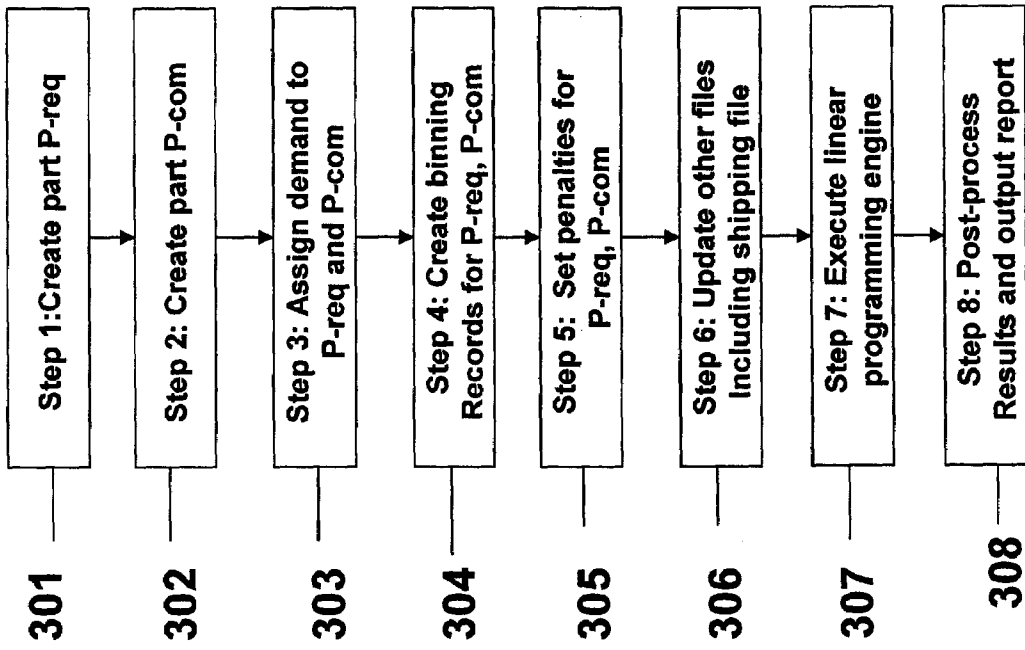 301
Step 1:Create part P-req
302
Step 2: Create part P-com
303
Step 3: Assign demand to
P-req and P-com
304
Step 4: Create binning
Records for P-req, P-com
305
Step 5: Set penalties for
P-req, P-com
306
Step 6: Update other files
Including shipping file
307
Step 7: Execute linear
programming engine
308
Step 8: Post-process
Results and output report